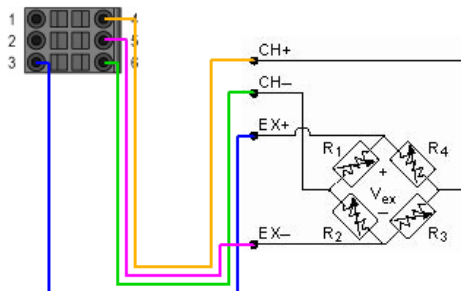 1 4
2 5
3 6
CH+
CH–
EX+
EX–
R1 R4
+
Vex
–
R2 R3